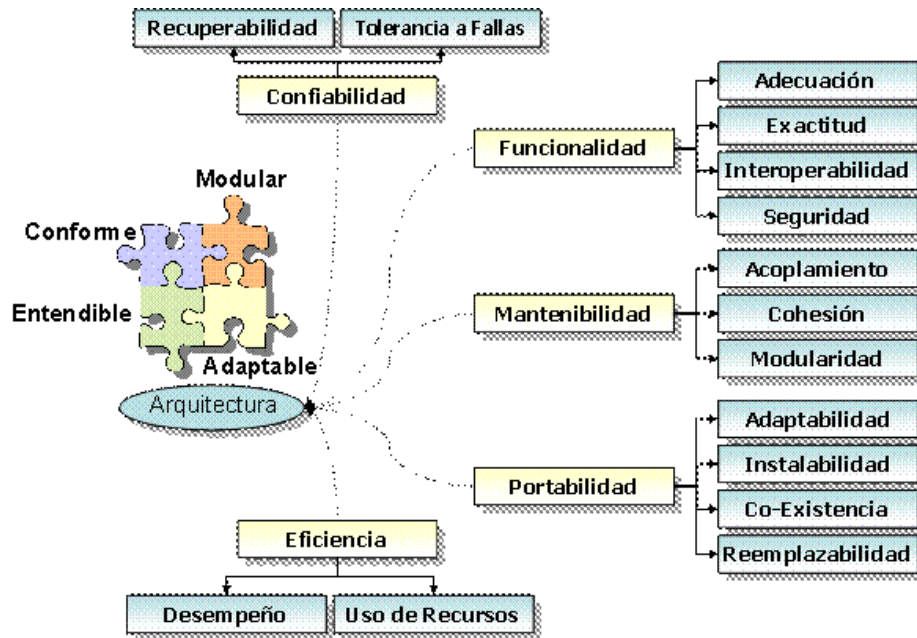 Recuperabilidad
Tolerancia a Fallas
Confiabilidad
Adecuación
Funcionalidad
Exactitud
Interoperabilidad
Seguridad
Modular
Conforme
Entendible
Adaptable
Arquitectura
Mantenibilidad
Acoplamiento
Cohesión
Modularidad
Portabilidad
Adaptabilidad
Instalabilidad
Co-Existencia
Reemplazabilidad
Eficiencia
Desempeño
Uso de Recursos